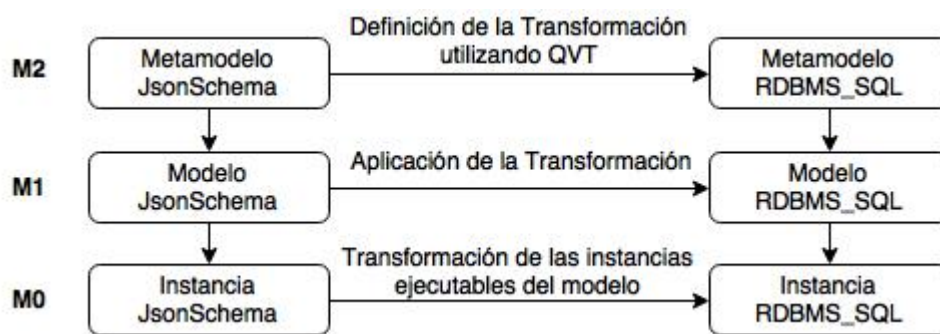 Definición de la Transformación
utilizando QVT
M2
Metamodelo
JsonSchema
Metamodelo
RDBMS_SQL
Aplicación de la Transformación
M1
Modelo
JsonSchema
Modelo
RDBMS_SQL
Transformación de las instancias
ejecutables del modelo
M0
Instancia
JsonSchema
Instancia
RDBMS_SQL